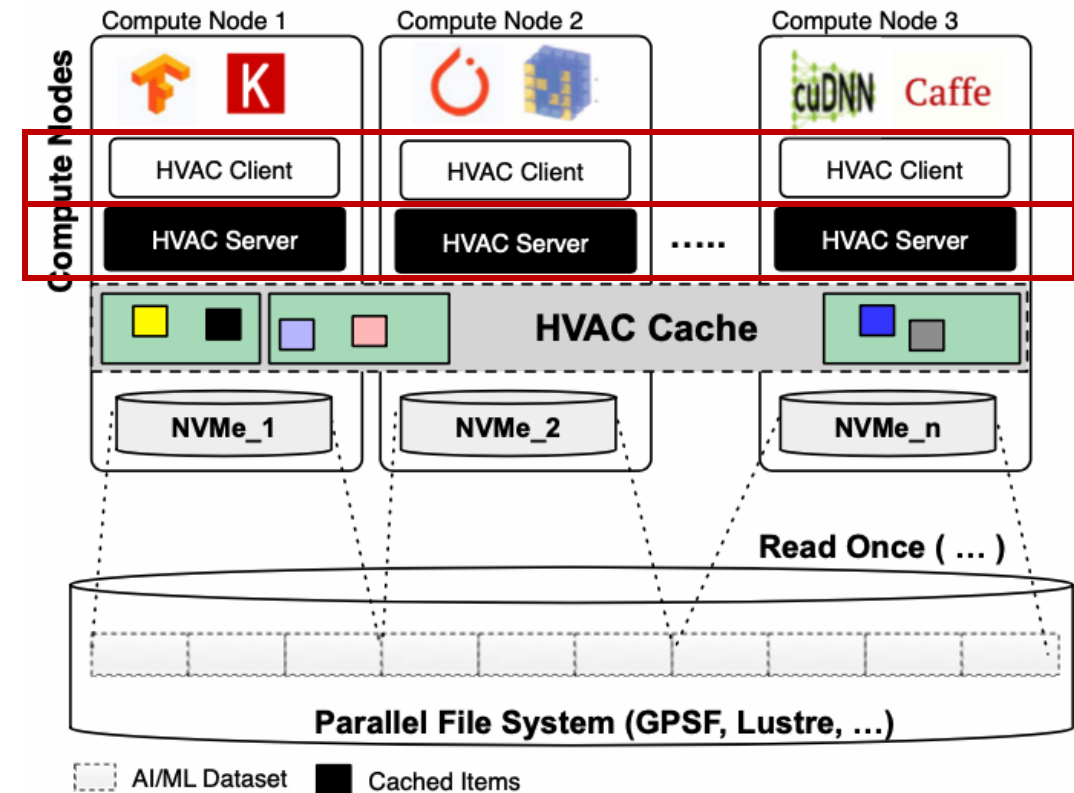 Compute Node 1
Compute Node 2
Compute Node 3
Compute Nodes
K
cuDNN
Caffe
HVAC Client
HVAC Client
HVAC Client
HVAC Server
HVAC Server
.....
HVAC Server
HVAC Cache
NVMe_1
NVMe_2
NVMe_n
Read Once ( ... )
Parallel File System (GPSF, Lustre, ...)
AI/ML Dataset
Cached Items